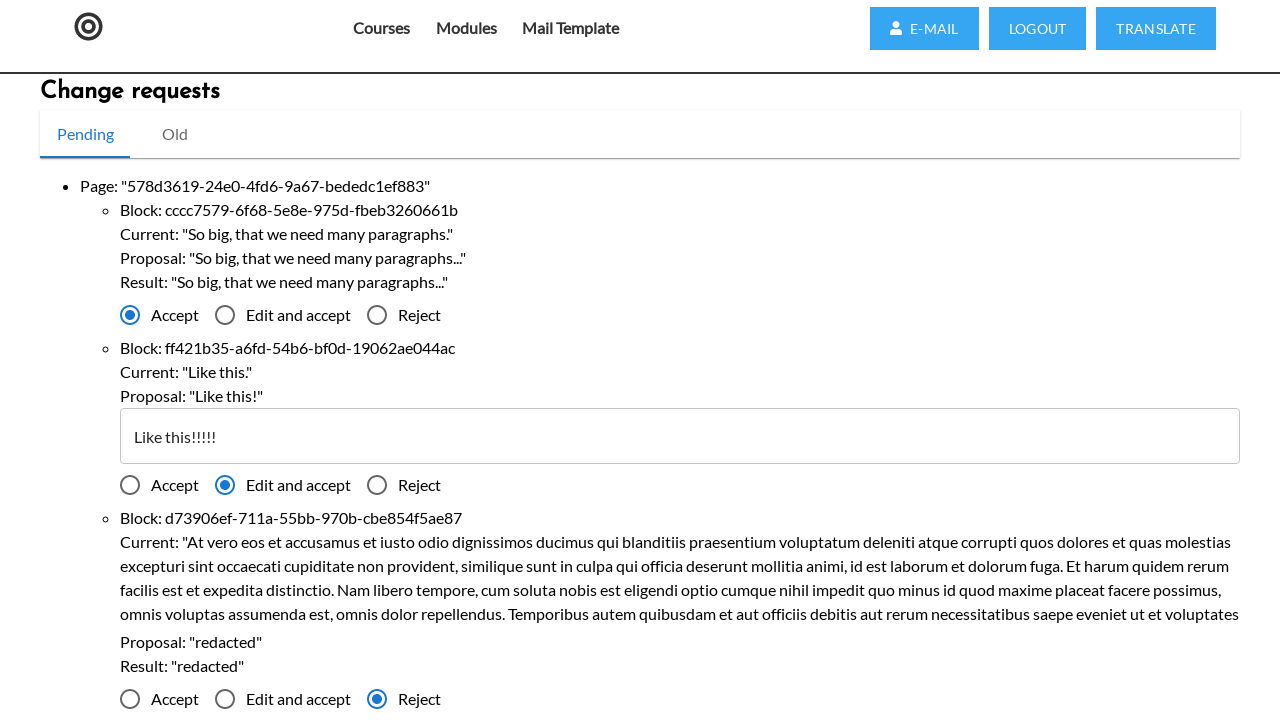 Courses Modules Mail Template E-MAIL LOGOUT TRANSLATE
Change requests
Pending Old
Page: "578d3619-24e0-4fd6-9a67-bededc1ef883"
Block: cccc7579-6f68-5e8e-975d-fbeb3260661b
Current: "So big, that we need many paragraphs."
Proposal: "So big, that we need many paragraphs..."
Result: "So big, that we need many paragraphs..."
Accept Edit and accept Reject
Block: ff421b35-a6fd-54b6-bf0d-19062ae044ac
Current: "Like this."
Proposal: "Like this!"
Like this!!!!!
Accept Edit and accept Reject
Block: d73906ef-711a-55bb-970b-cbe854f5ae87
Current: "At vero eos et accusamus et iusto odio dignissimos ducimus qui blanditiis praesentium voluptatum deleniti atque corrupti quos dolores et quas molestias
excepturi sint occaecati cupiditate non provident, similique sunt in culpa qui officia deserunt mollitia animi, id est laborum et dolorum fuga. Et harum quidem rerum
facilis est et expedita distinctio. Nam libero tempore, cum soluta nobis est eligendi optio cumque nihil impedit quo minus id quod maxime placeat facere possimus,
omnis voluptas assumenda est, omnis dolor repellendus. Temporibus autem quibusdam et aut officiis debitis aut rerum necessitatibus saepe eveniet ut et voluptates
Proposal: "redacted"
Result: "redacted"
Accept Edit and accept Reject